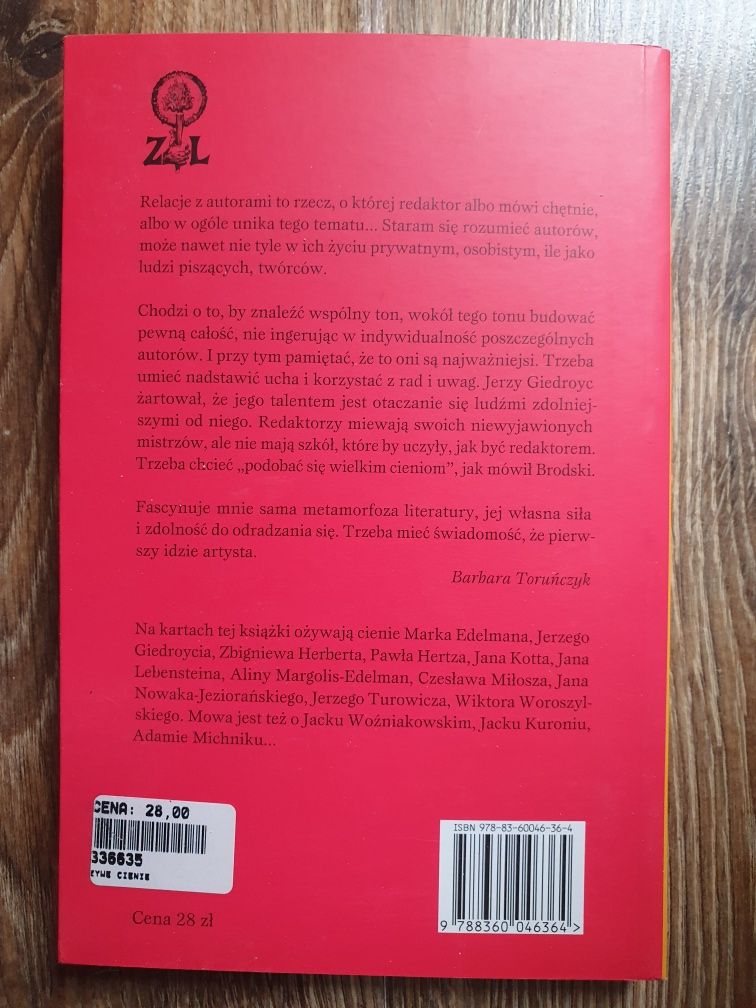 Z L
Relacje z autorami to rzecz, o której redaktor albo mówi chętnie,
albo w ogóle unika tego tematu... Staram się rozumieć autorów,
może nawet nie tyle w ich życiu prywatnym, osobistym, ile jako
ludzi piszących, twórców.
Chodzi o to, by znaleźć wspólny ton, wokół tego tonu budować
pewną całość, nie ingerując w indywidualność poszczególnych
autorów. I przy tym pamiętać, że to oni są najważniejsi. Trzeba
umieć nadstawić ucha i korzystać z rad i uwag. Jerzy Giedroyc
żartował, że jego talentem jest otaczanie się ludźmi zdolniej-
szymi od niego. Redaktorzy miewają swoich niewyjawionych
mistrzów, ale nie mają szkół, które by uczyły, jak być redaktorem.
Trzeba chcieć „podobać się wielkim cieniom”, jak mówił Brodski.
Fascynuje mnie sama metamorfoza literatury, jej własna siła
i zdolność do odradzania się. Trzeba mieć świadomość, że pierw-
szy idzie artysta.
Barbara Toruńczyk
Na kartach tej książki ożywają cienie Marka Edelmana, Jerzego
Giedroycia, Zbigniewa Herberta, Pawła Hertza, Jana Kotta, Jana
Lebensteina, Aliny Margolis-Edelman, Czesława Miłosza, Jana
Nowaka-Jeziorańskiego, Jerzego Turowicza, Wiktora Woroszyl-
skiego. Mowa jest też o Jacku Woźniakowskim, Jacku Kuroniu,
Adamie Michniku...
CENA: 28,00
336635
ŻYWE CIENIE
Cena 28 zł
ISBN 978-83-60046-36-4
9 788360 046364 >